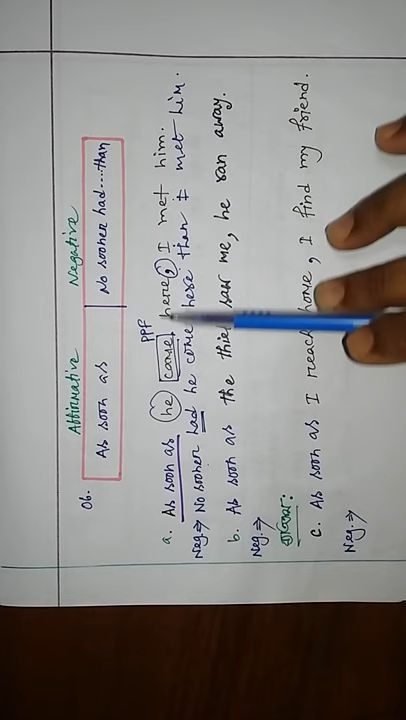 Affirmative Negative
06. As soon as No sooner had....than
PPF
a. As soon as he came here, I met him.
Neg.⇒ No sooner had he come here than I met him.
b. As soon as the thief saw me, he ran away.
Neg.⇒
c. As soon as I reach home, I find my friend.
Neg.⇒